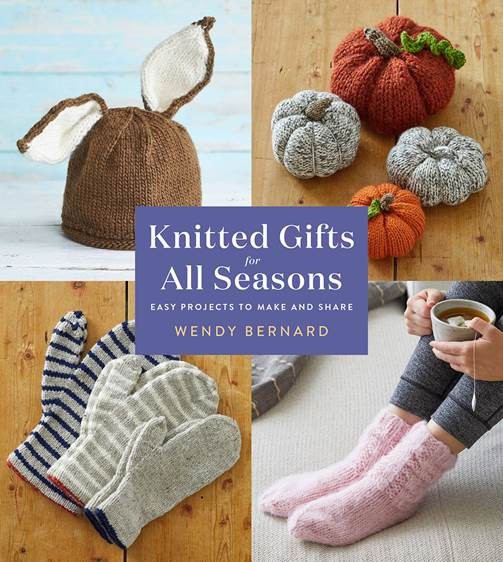 Knitted Gifts
for
All Seasons
EASY PROJECTS TO MAKE AND SHARE
WENDY BERNARD